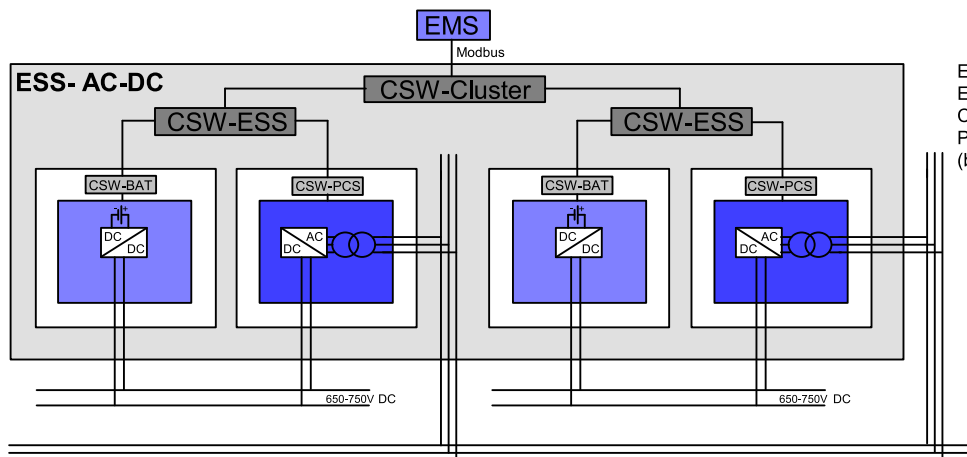 EMS
Modbus
ESS- AC-DC
CSW-Cluster
CSW-ESS
CSW-ESS
E
E
C
P
(b
CSW-BAT
CSW-PCS
CSW-BAT
CSW-PCS
- +
DC
DC
AC
DC
- +
DC
DC
AC
DC
650-750V DC
650-750V DC